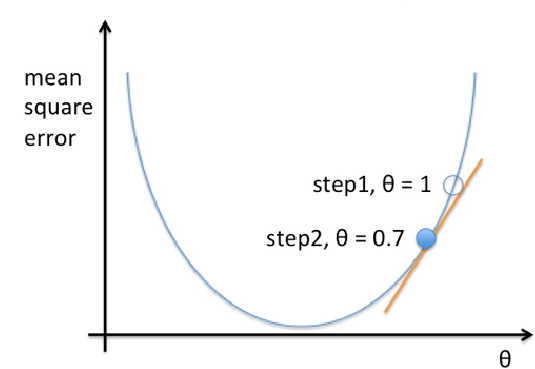 mean
square
error
step1, θ = 1
step2, θ = 0.7
θ